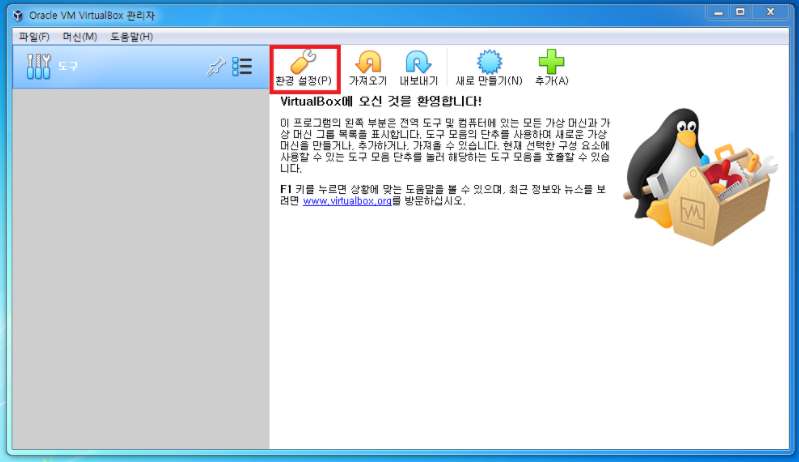 Oracle VM VirtualBox 관리자
파일(F) 머신(M) 도움말(H)
도구
환경 설정(P) 가져오기 내보내기 새로 만들기(N) 추가(A)
VirtualBox에 오신 것을 환영합니다!
이 프로그램의 왼쪽 부분은 전역 도구 및 컴퓨터에 있는 모든 가상 머신과 가
상 머신 그룹 목록을 표시합니다. 도구 모음의 단추를 사용하여 새로운 가상
머신을 만들거나, 추가하거나, 가져올 수 있습니다. 현재 선택한 구성 요소에
사용할 수 있는 도구 모음 단추를 눌러 해당하는 도구 모음을 호출할 수 있습
니다.
F1 키를 누르면 상황에 맞는 도움말을 볼 수 있으며, 최근 정보와 뉴스를 보
려면 www.virtualbox.org를 방문하십시오.